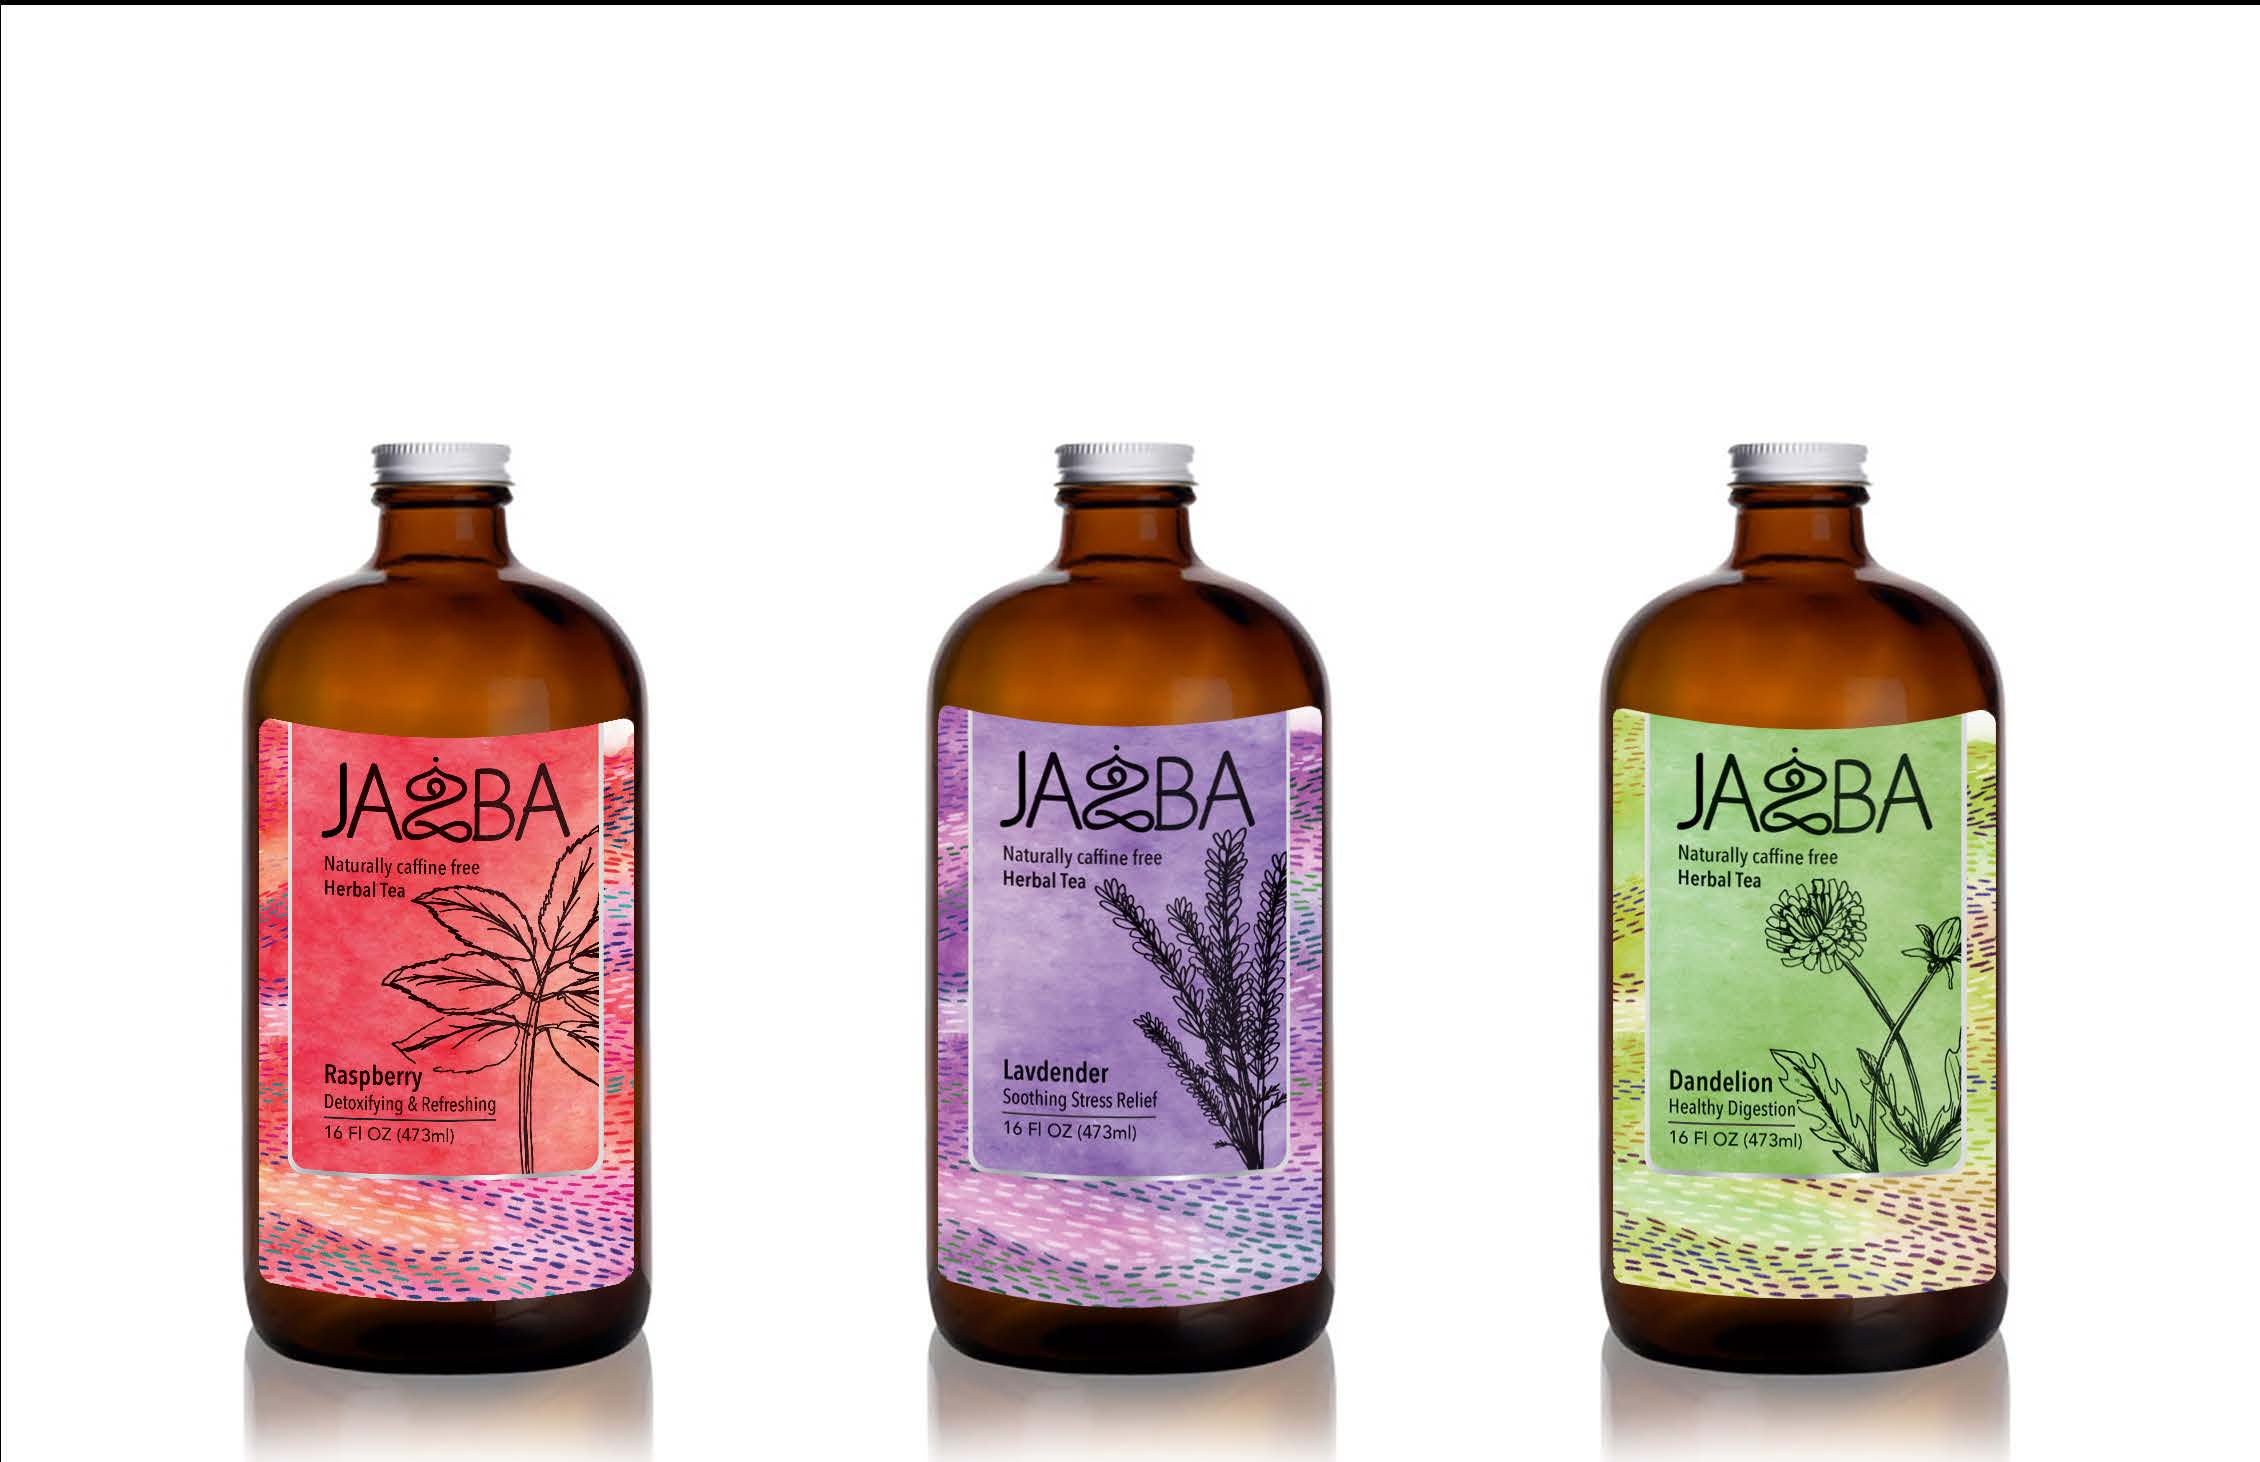 JAZBA
Naturally caffine free
Herbal Tea
Raspberry
Detoxifying & Refreshing
16 Fl OZ (473ml)
JAZBA
Naturally caffine free
Herbal Tea
Lavdender
Soothing Stress Relief
16 Fl OZ (473ml)
JAZBA
Naturally caffine free
Herbal Tea
Dandelion
Healthy Digestion
16 Fl OZ (473ml)